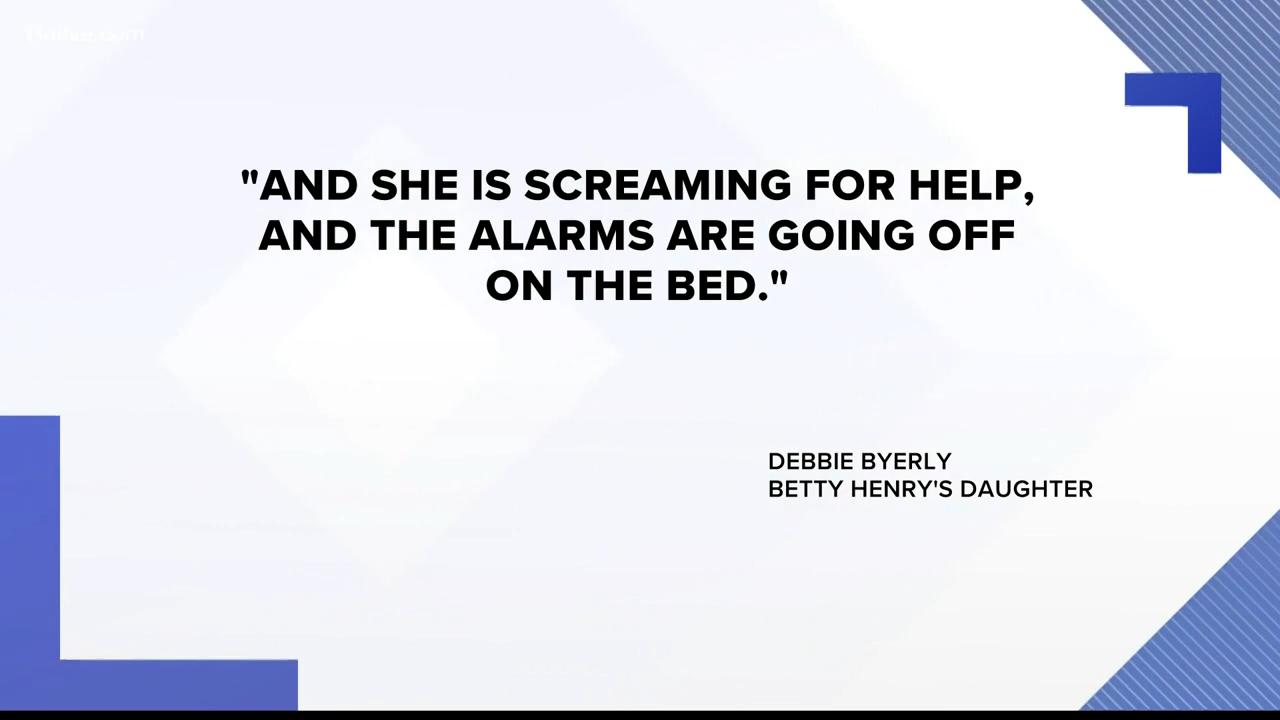 "AND SHE IS SCREAMING FOR HELP,
AND THE ALARMS ARE GOING OFF
ON THE BED."
DEBBIE BYERLY
BETTY HENRY'S DAUGHTER